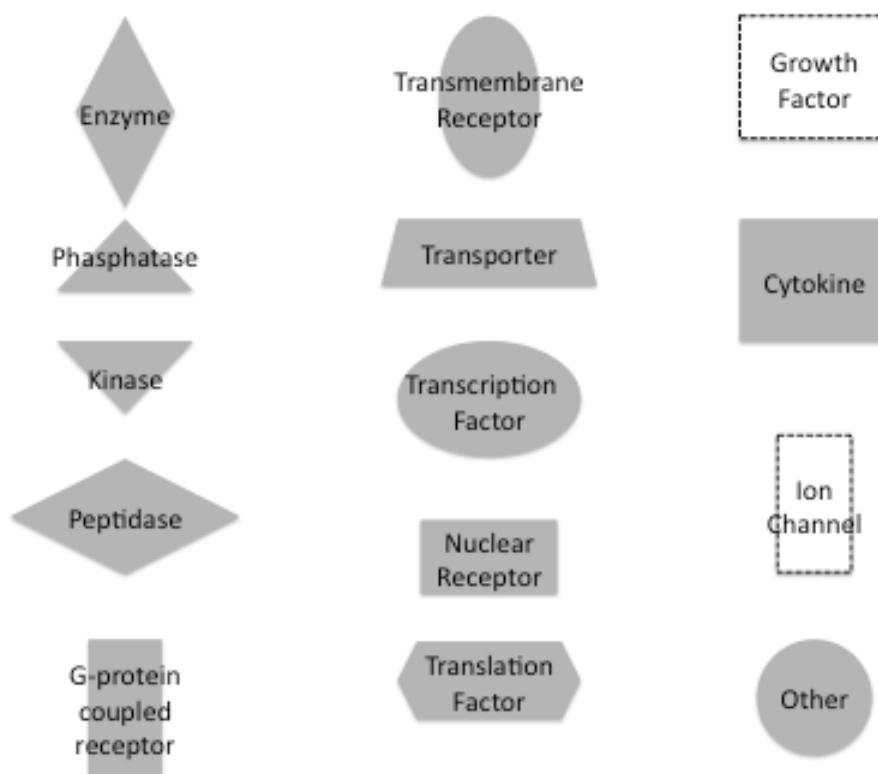 Enzyme
Phasphatase
Kinase
Peptidase
G-protein
coupled
receptor
Transmembrane
Receptor
Transporter
Transcription
Factor
Nuclear
Receptor
Translation
Factor
Growth
Factor
Cytokine
Ion
Channel
Other